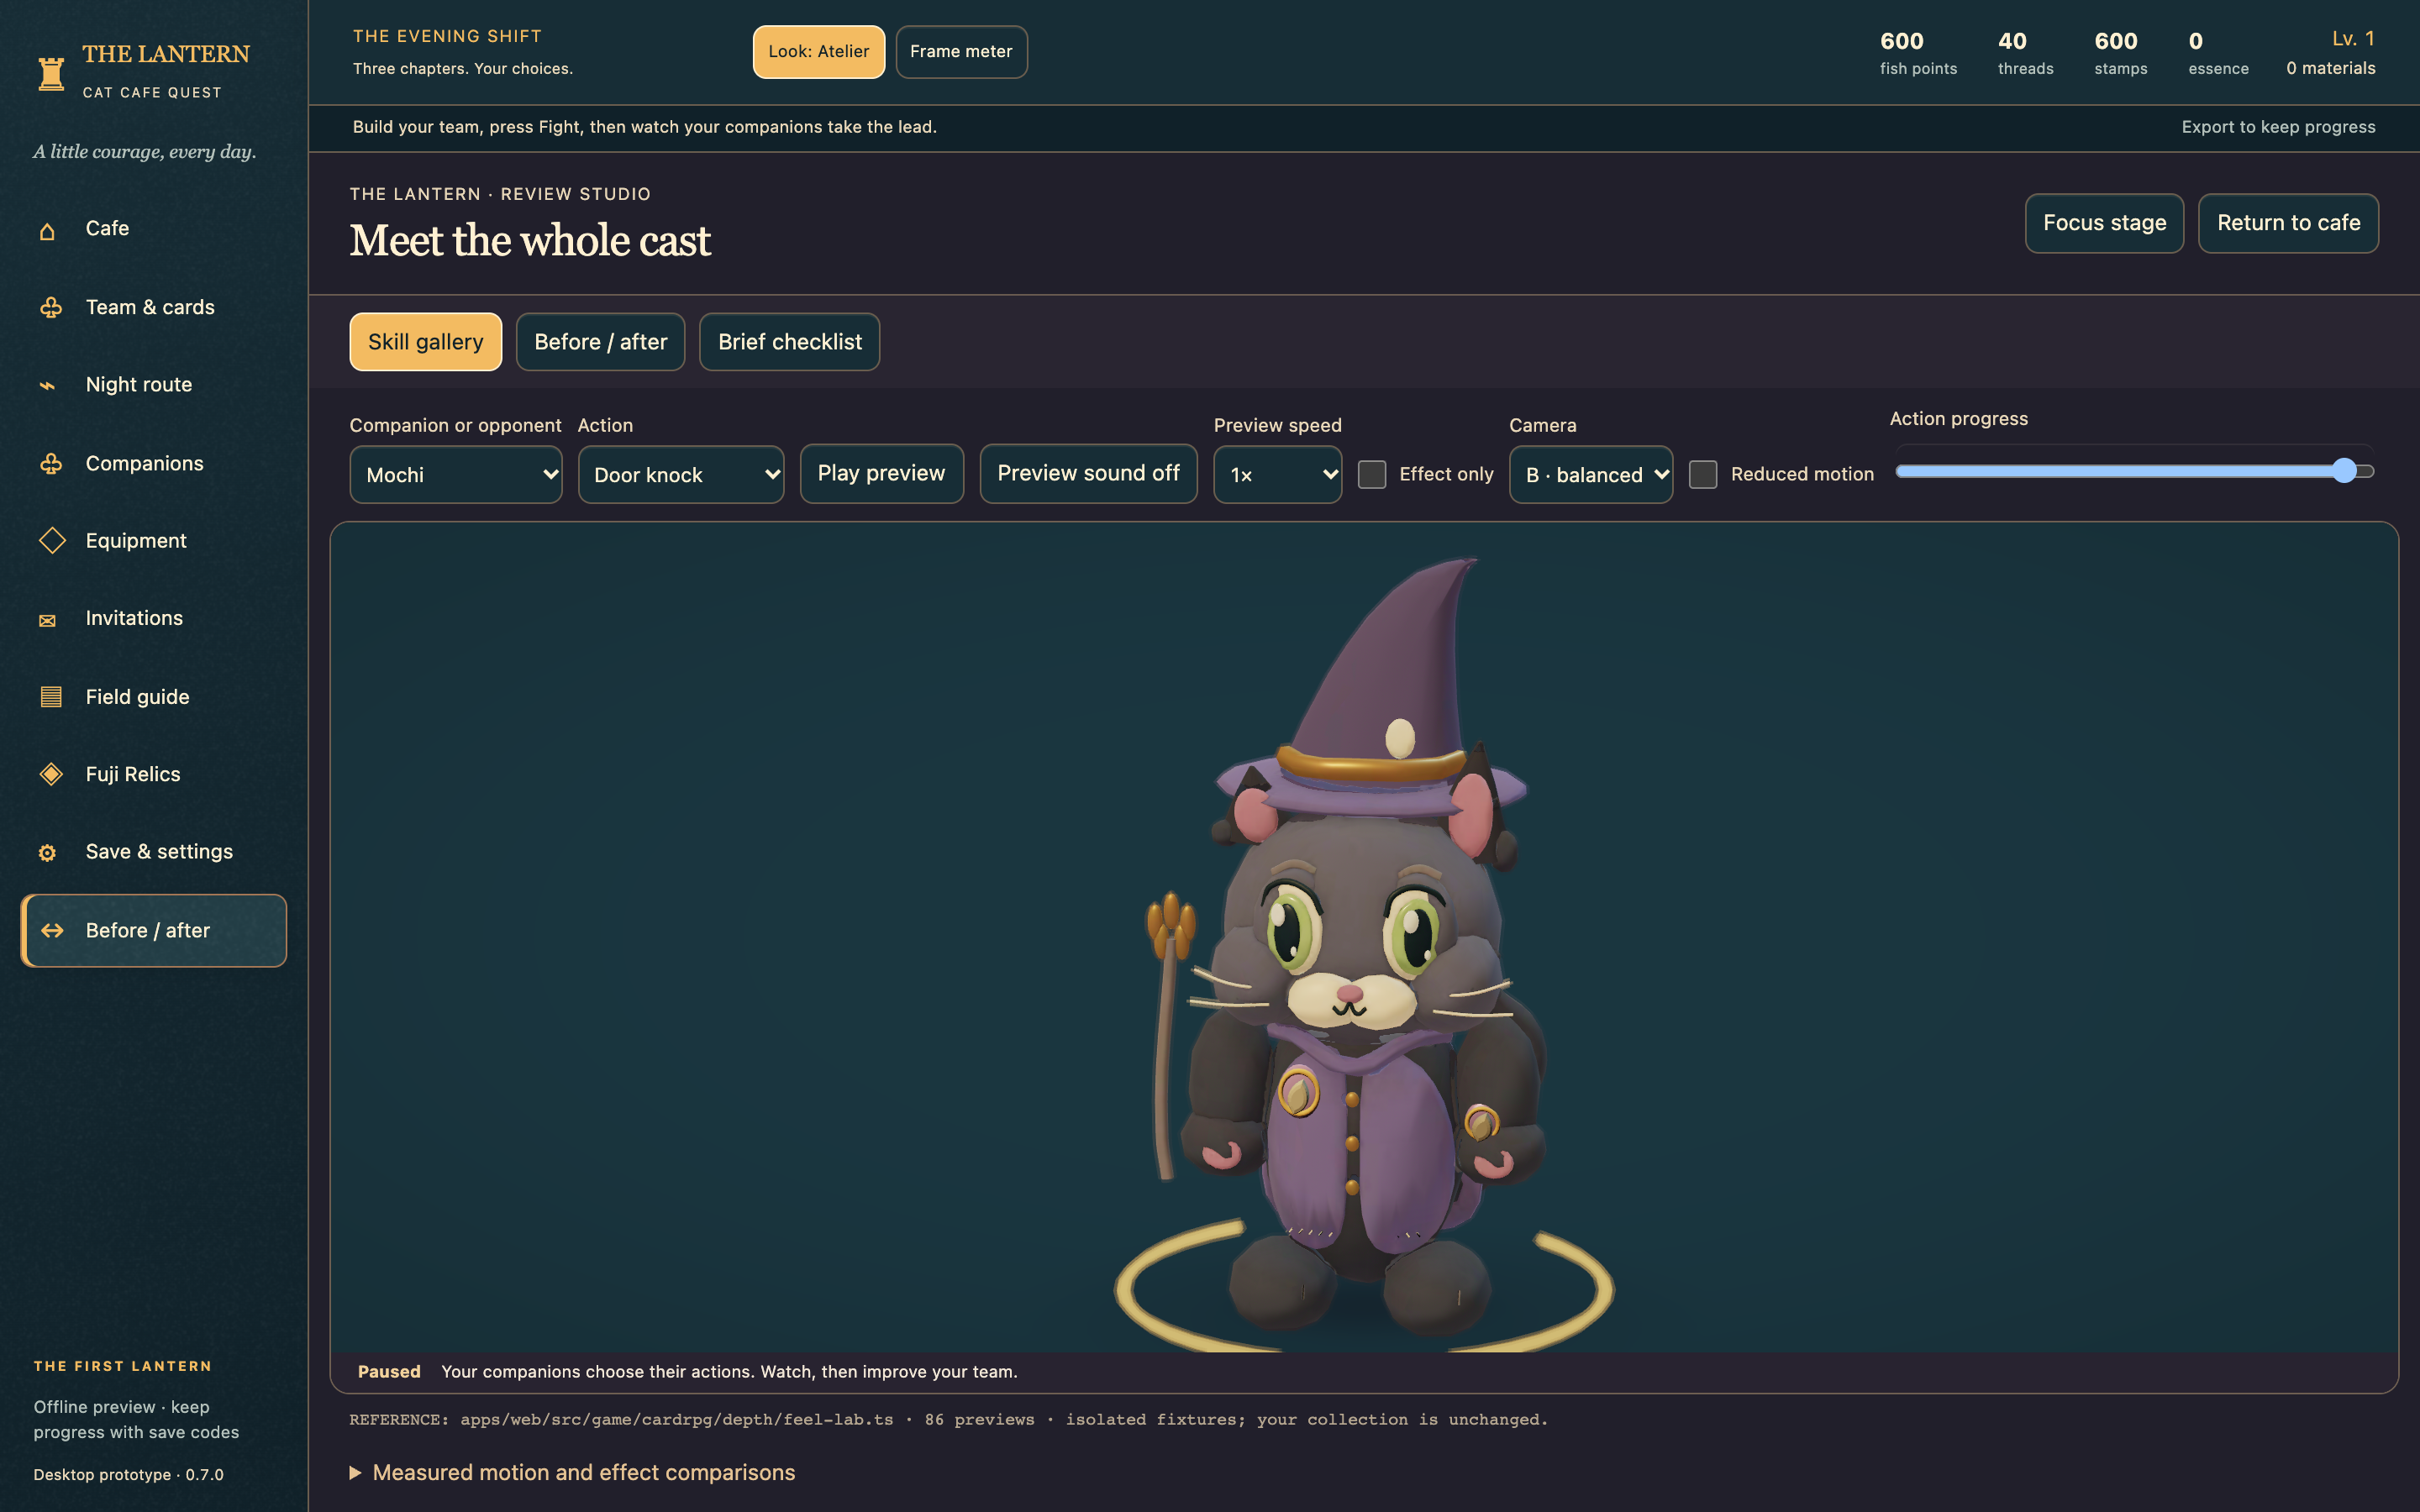 THE LANTERN
CAT CAFE QUEST
A little courage, every day.
Cafe
Team & cards
Night route
Companions
Equipment
Invitations
Field guide
Fuji Relics
Save & settings
Before / after
THE FIRST LANTERN
Offline preview · keep
progress with save codes
Desktop prototype · 0.7.0
THE EVENING SHIFT
Three chapters. Your choices.
Look: Atelier
Frame meter
600 fish points
40 threads
600 stamps
0 essence
Lv. 1
0 materials
Build your team, press Fight, then watch your companions take the lead.
Export to keep progress
THE LANTERN · REVIEW STUDIO
Meet the whole cast
Focus stage
Return to cafe
Skill gallery
Before / after
Brief checklist
Companion or opponent
Mochi
Action
Door knock
Play preview
Preview sound off
Preview speed
1×
Effect only
Camera
B · balanced
Reduced motion
Action progress
Paused Your companions choose their actions. Watch, then improve your team.
REFERENCE: apps/web/src/game/cardrpg/depth/feel-lab.ts · 86 previews · isolated fixtures; your collection is unchanged.
Measured motion and effect comparisons